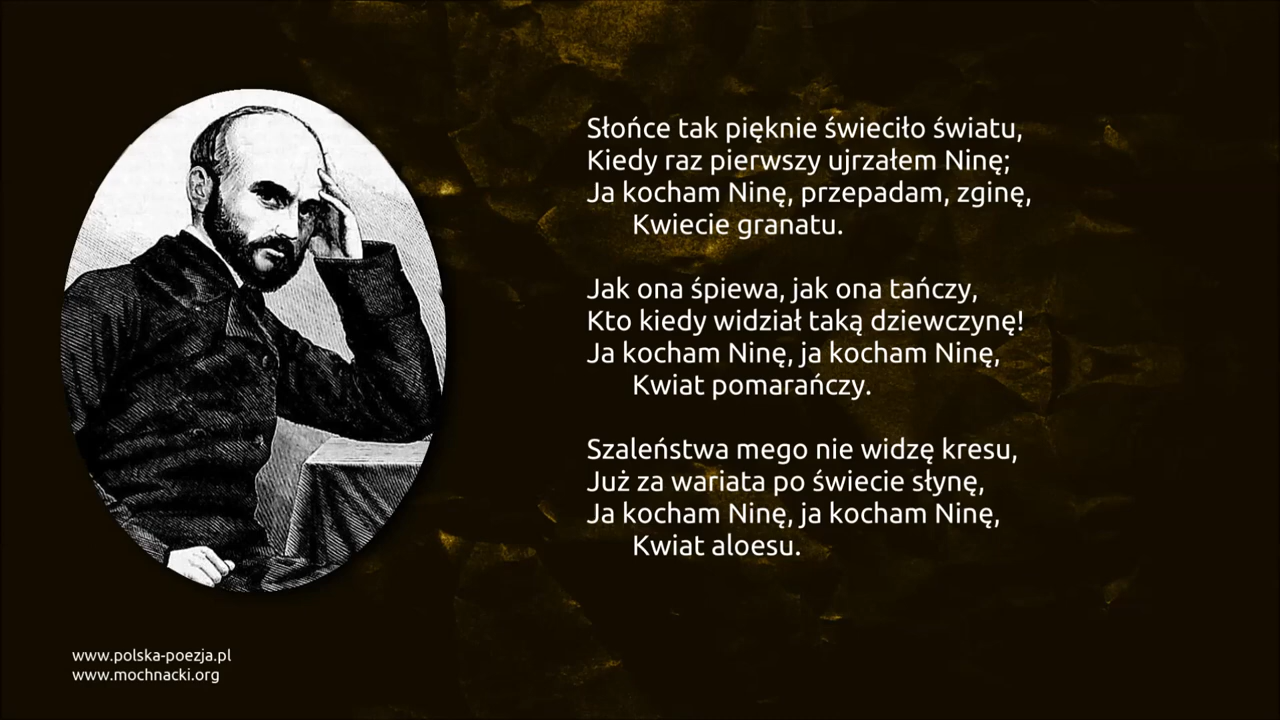 Słońce tak pięknie świeciło światu,
Kiedy raz pierwszy ujrzałem Ninę;
Ja kocham Ninę, przepadam, zginę,
Kwiecie granatu.
Jak ona śpiewa, jak ona tańczy,
Kto kiedy widział taką dziewczynę!
Ja kocham Ninę, ja kocham Ninę,
Kwiat pomarańczy.
Szaleństwa mego nie widzę kresu,
Już za wariata po świecie słynę,
Ja kocham Ninę, ja kocham Ninę,
Kwiat aloesu.
www.polska-poezja.pl
www.mochnacki.org